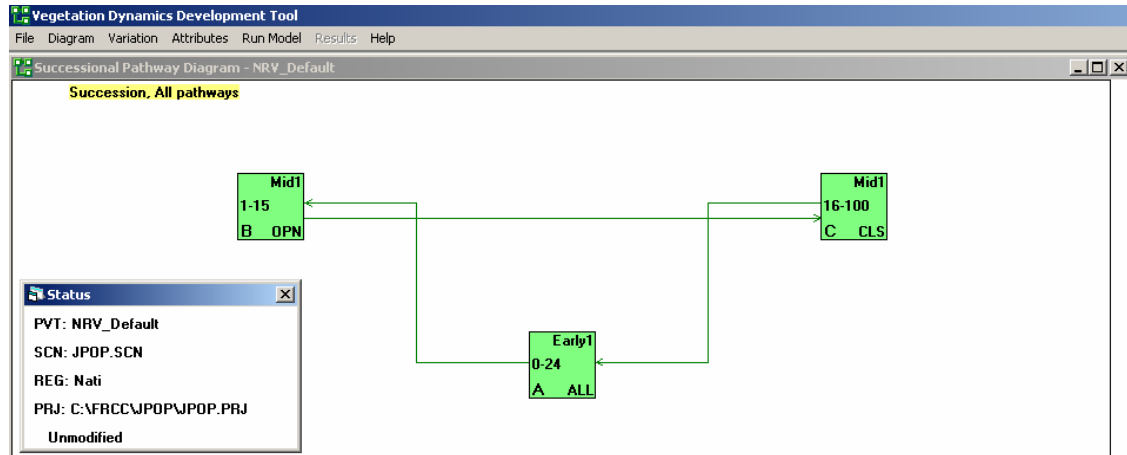 Vegetation Dynamics Development Tool
File Diagram Variation Attributes Run Model Results Help
Successional Pathway Diagram - NRV_Default
Succession, All pathways
Mid1
1-15
B OPN
Mid1
16-100
C CLS
Early1
0-24
A ALL
Status
PVT: NRV_Default
SCN: JPOP.SCN
REG: Nati
PRJ: C:\FRCC\JPOP\JPOP.PRJ
Unmodified